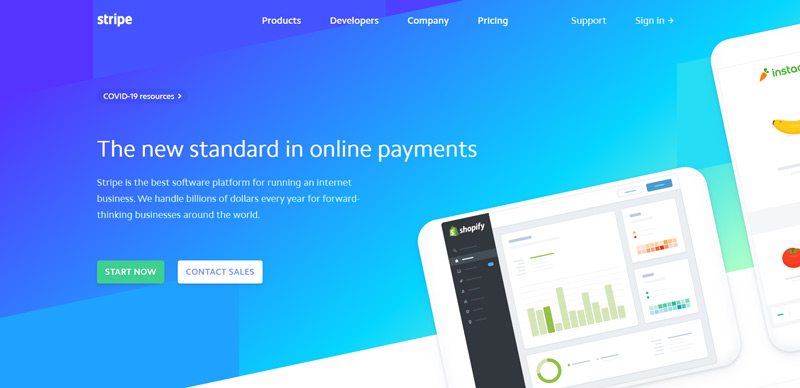 stripe
Products Developers Company Pricing Support Sign in →
COVID-19 resources >
The new standard in online payments
Stripe is the best software platform for running an internet
business. We handle billions of dollars every year for forward-
thinking businesses around the world.
START NOW CONTACT SALES
shopify